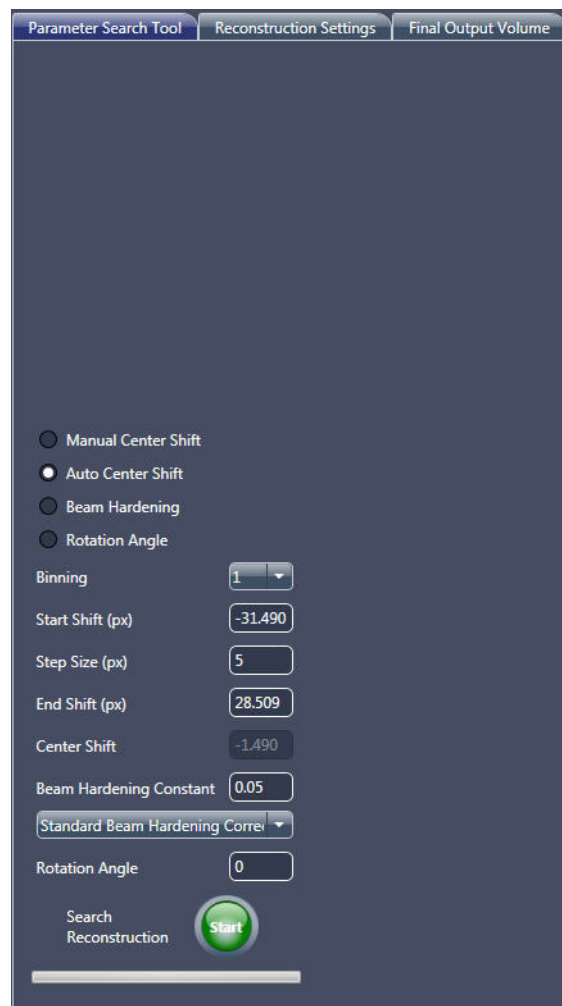 Parameter Search Tool Reconstruction Settings Final Output Volume
Manual Center Shift
Auto Center Shift
Beam Hardening
Rotation Angle
Binning 1
Start Shift (px) -31.490
Step Size (px) 5
End Shift (px) 28.509
Center Shift -1.490
Beam Hardening Constant 0.05
Standard Beam Hardening Correc
Rotation Angle 0
Search
Reconstruction
Start